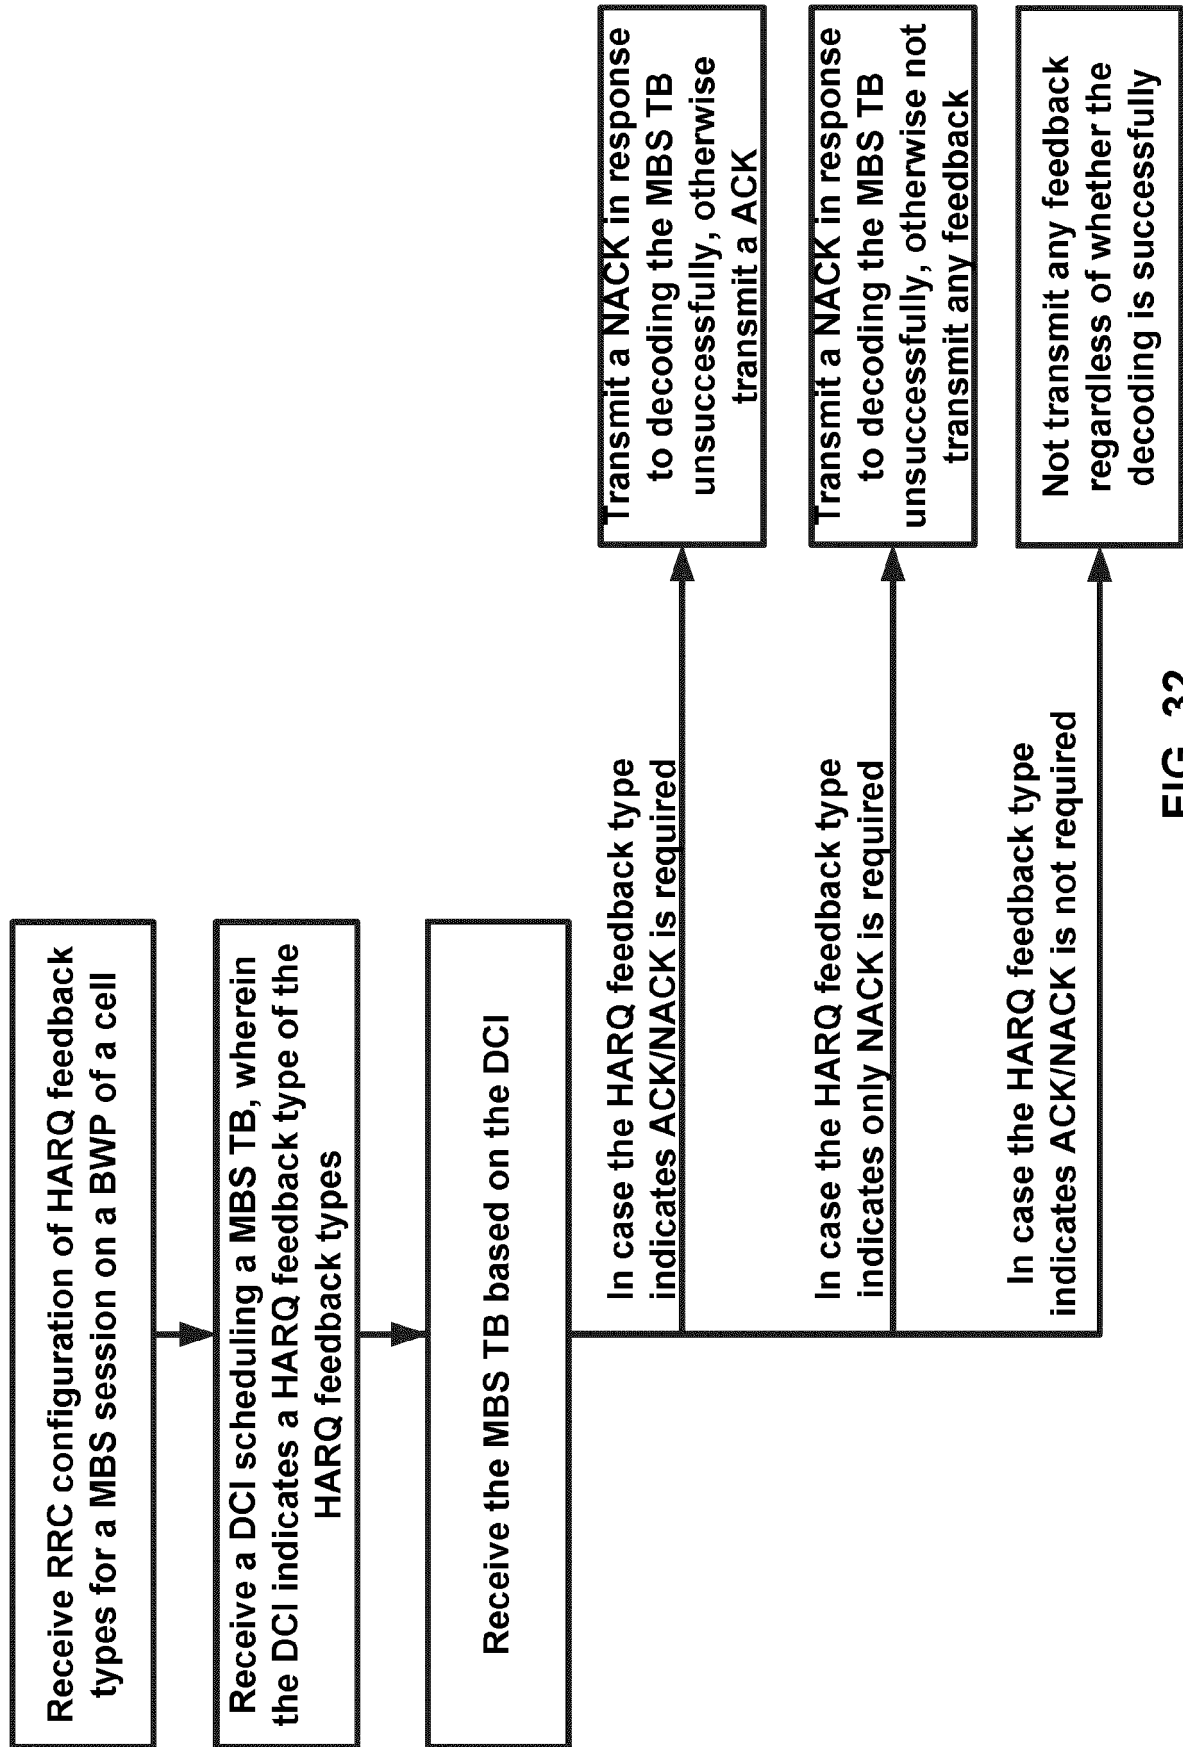 Receive RRC configuration of HARQ feedback
types for a MBS session on a BWP of a cell
Receive a DCI scheduling a MBS TB, wherein
the DCI indicates a HARQ feedback type of the
HARQ feedback types
Receive the MBS TB based on the DCI
In case the HARQ feedback type
indicates ACK/NACK is required
Transmit a NACK in response
to decoding the MBS TB
unsuccessfully, otherwise
transmit a ACK
In case the HARQ feedback type
indicates only NACK is required
Transmit a NACK in response
to decoding the MBS TB
unsuccessfully, otherwise not
transmit any feedback
In case the HARQ feedback type
indicates ACK/NACK is not required
Not transmit any feedback
regardless of whether the
decoding is successfully
FIG. 32